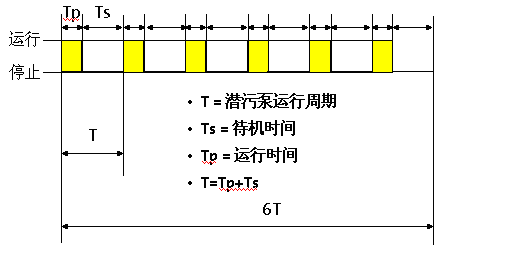 Tp Ts
运行
停止
• T = 潜污泵运行周期
• Ts = 待机时间
T
• Tp = 运行时间
• T=Tp+Ts
6T